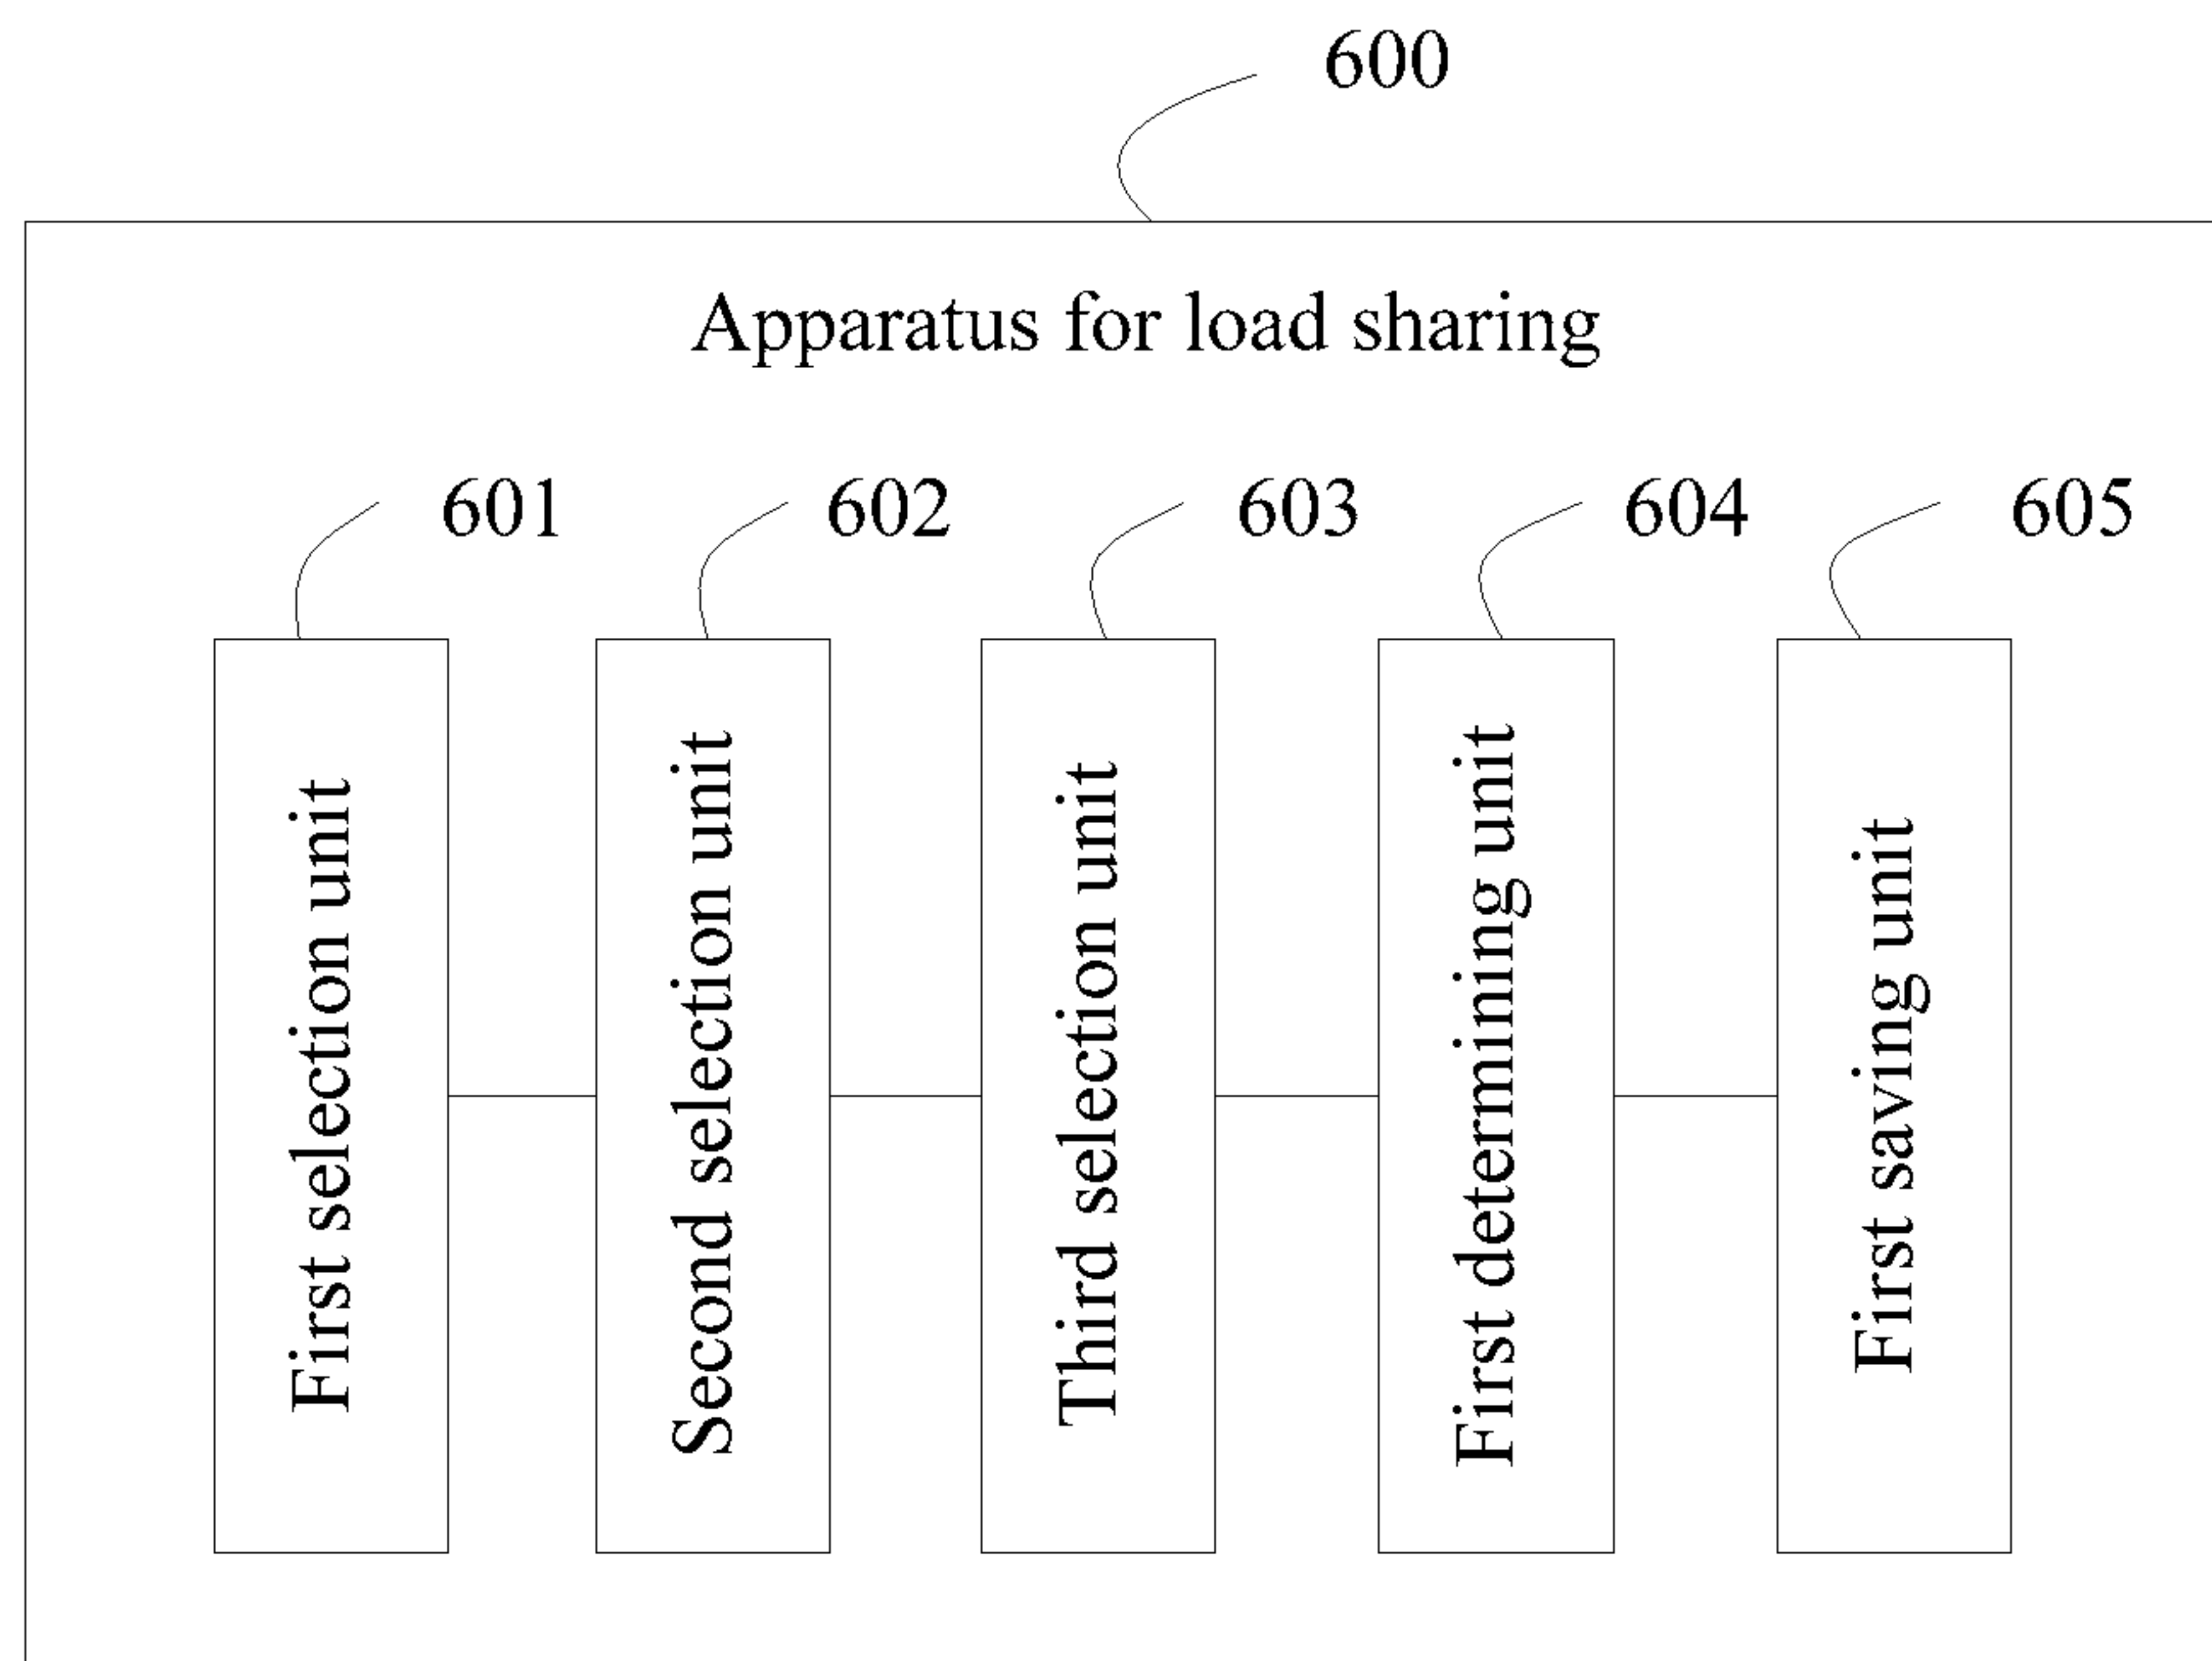 600
Apparatus for load sharing
601
602
603
604
605
First selection unit
Second selection unit
Third selection unit
First determining unit
First saving unit